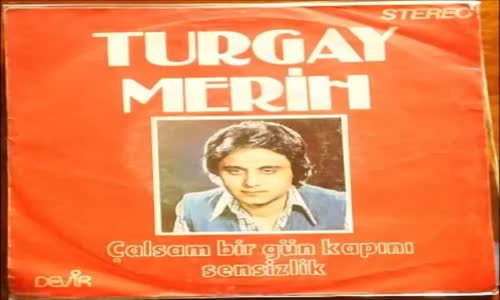 STEREO
TURGAY
MERİH
Çalsam bir gün kapını
sensizlik
DEVİR